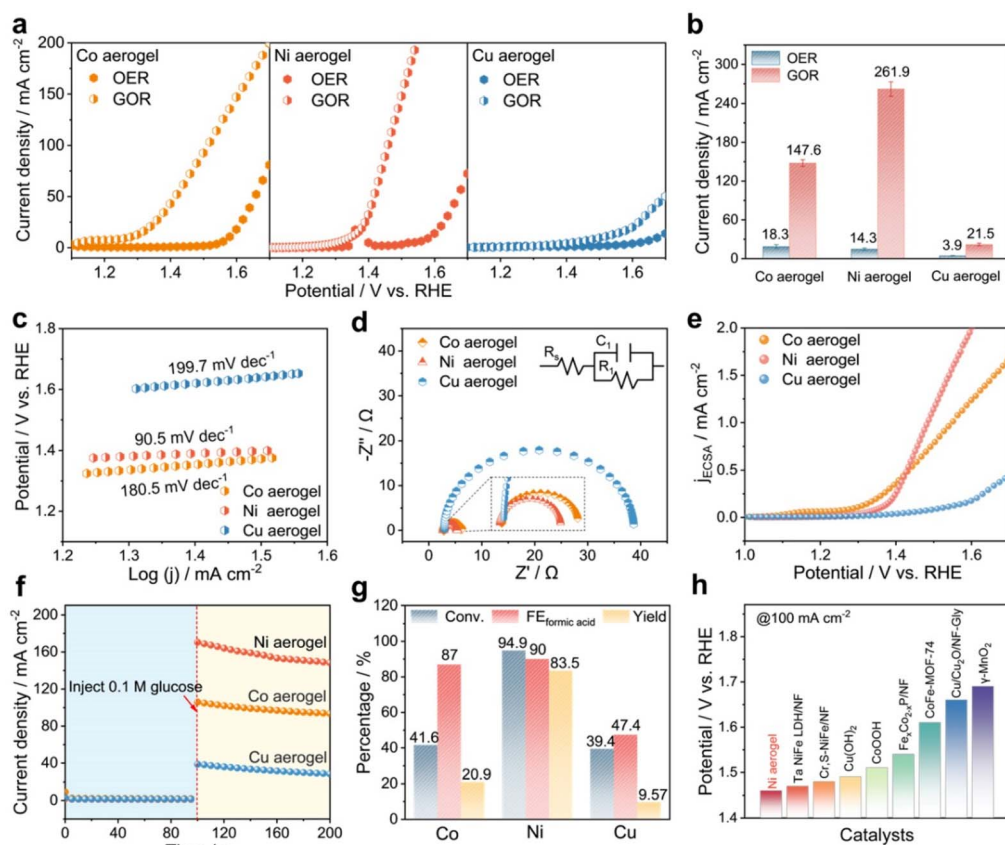 a
Current density / mA cm-2
200
150
100
50
0
Co aerogel
OER
GOR
Ni aerogel
OER
GOR
Cu aerogel
OER
GOR
1.2 1.4 1.6 1.2 1.4 1.6 1.2 1.4 1.6
Potential / V vs. RHE
b
Current density / mA cm-2
300
240
180
120
60
0
OER
GOR
18.3
147.6
14.3
261.9
3.9
21.5
Co aerogel Ni aerogel Cu aerogel
c
Potential / V vs. RHE
1.8
1.7
1.6
1.5
1.4
1.3
1.2
199.7 mV dec-1
90.5 mV dec-1
180.5 mV dec-1
Co aerogel
Ni aerogel
Cu aerogel
1.2 1.3 1.4 1.5 1.6 1.7
Log (j) / mA cm-2
d
-Z'' / Ω
45
30
15
0
Co aerogel
Ni aerogel
Cu aerogel
Rs
C1
R1
0 10 20 30 40
Z' / Ω
e
jECSA / mA cm-2
2.0
1.5
1.0
0.5
0.0
Co aerogel
Ni aerogel
Cu aerogel
1.0 1.2 1.4 1.6
Potential / V vs. RHE
f
Current density / mA cm-2
200
160
120
80
40
0
Inject 0.1 M glucose
Ni aerogel
Co aerogel
Cu aerogel
0 40 80 120 160 200
g
Percentage / %
120
100
80
60
40
20
0
Conv. FEformic acid Yield
41.6
87
20.9
94.9
90
83.5
39.4
47.4
9.57
Co Ni Cu
h
Potential / V vs. RHE
1.8
1.7
1.6
1.5
1.4
@100 mA cm-2
Ni aerogel
Ta NiFe LDH/NF
Cr,S-NiFe/NF
Cu(OH)2
CoOOH
FexCo2-xP/NF
CoFe-MOF-74
Cu/Cu2O/NF-Gly
γ-MnO2
Catalysts